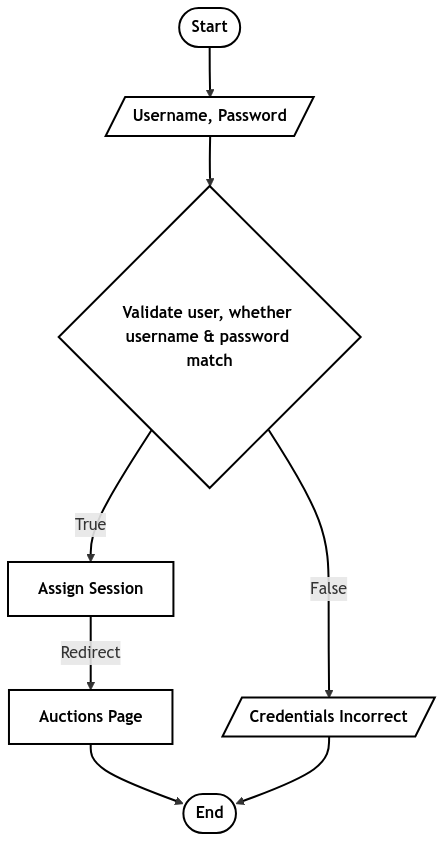 Start
Username, Password
Validate user, whether
username & password
match
True
False
Assign Session
Redirect
Auctions Page
Credentials Incorrect
End